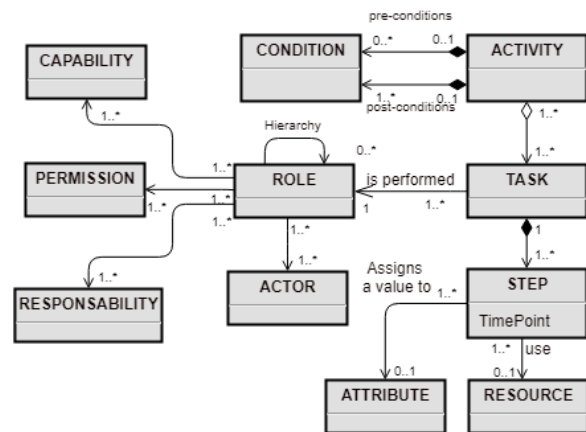 pre-conditions
CONDITION 0..* 0..1 ACTIVITY
CAPABILITY
1..* 0..1
post-conditions
1..*
1..*
Hierarchy
0..*
1..*
1..*
PERMISSION
ROLE
is performed
TASK
1..*
1..*
1..*
1
1..*
1
1..*
1..*
1..*
RESPONSABILITY
ACTOR
Assigns
a value to
1..*
STEP
TimePoint
1..*
use
0..1
0..1
ATTRIBUTE
RESOURCE